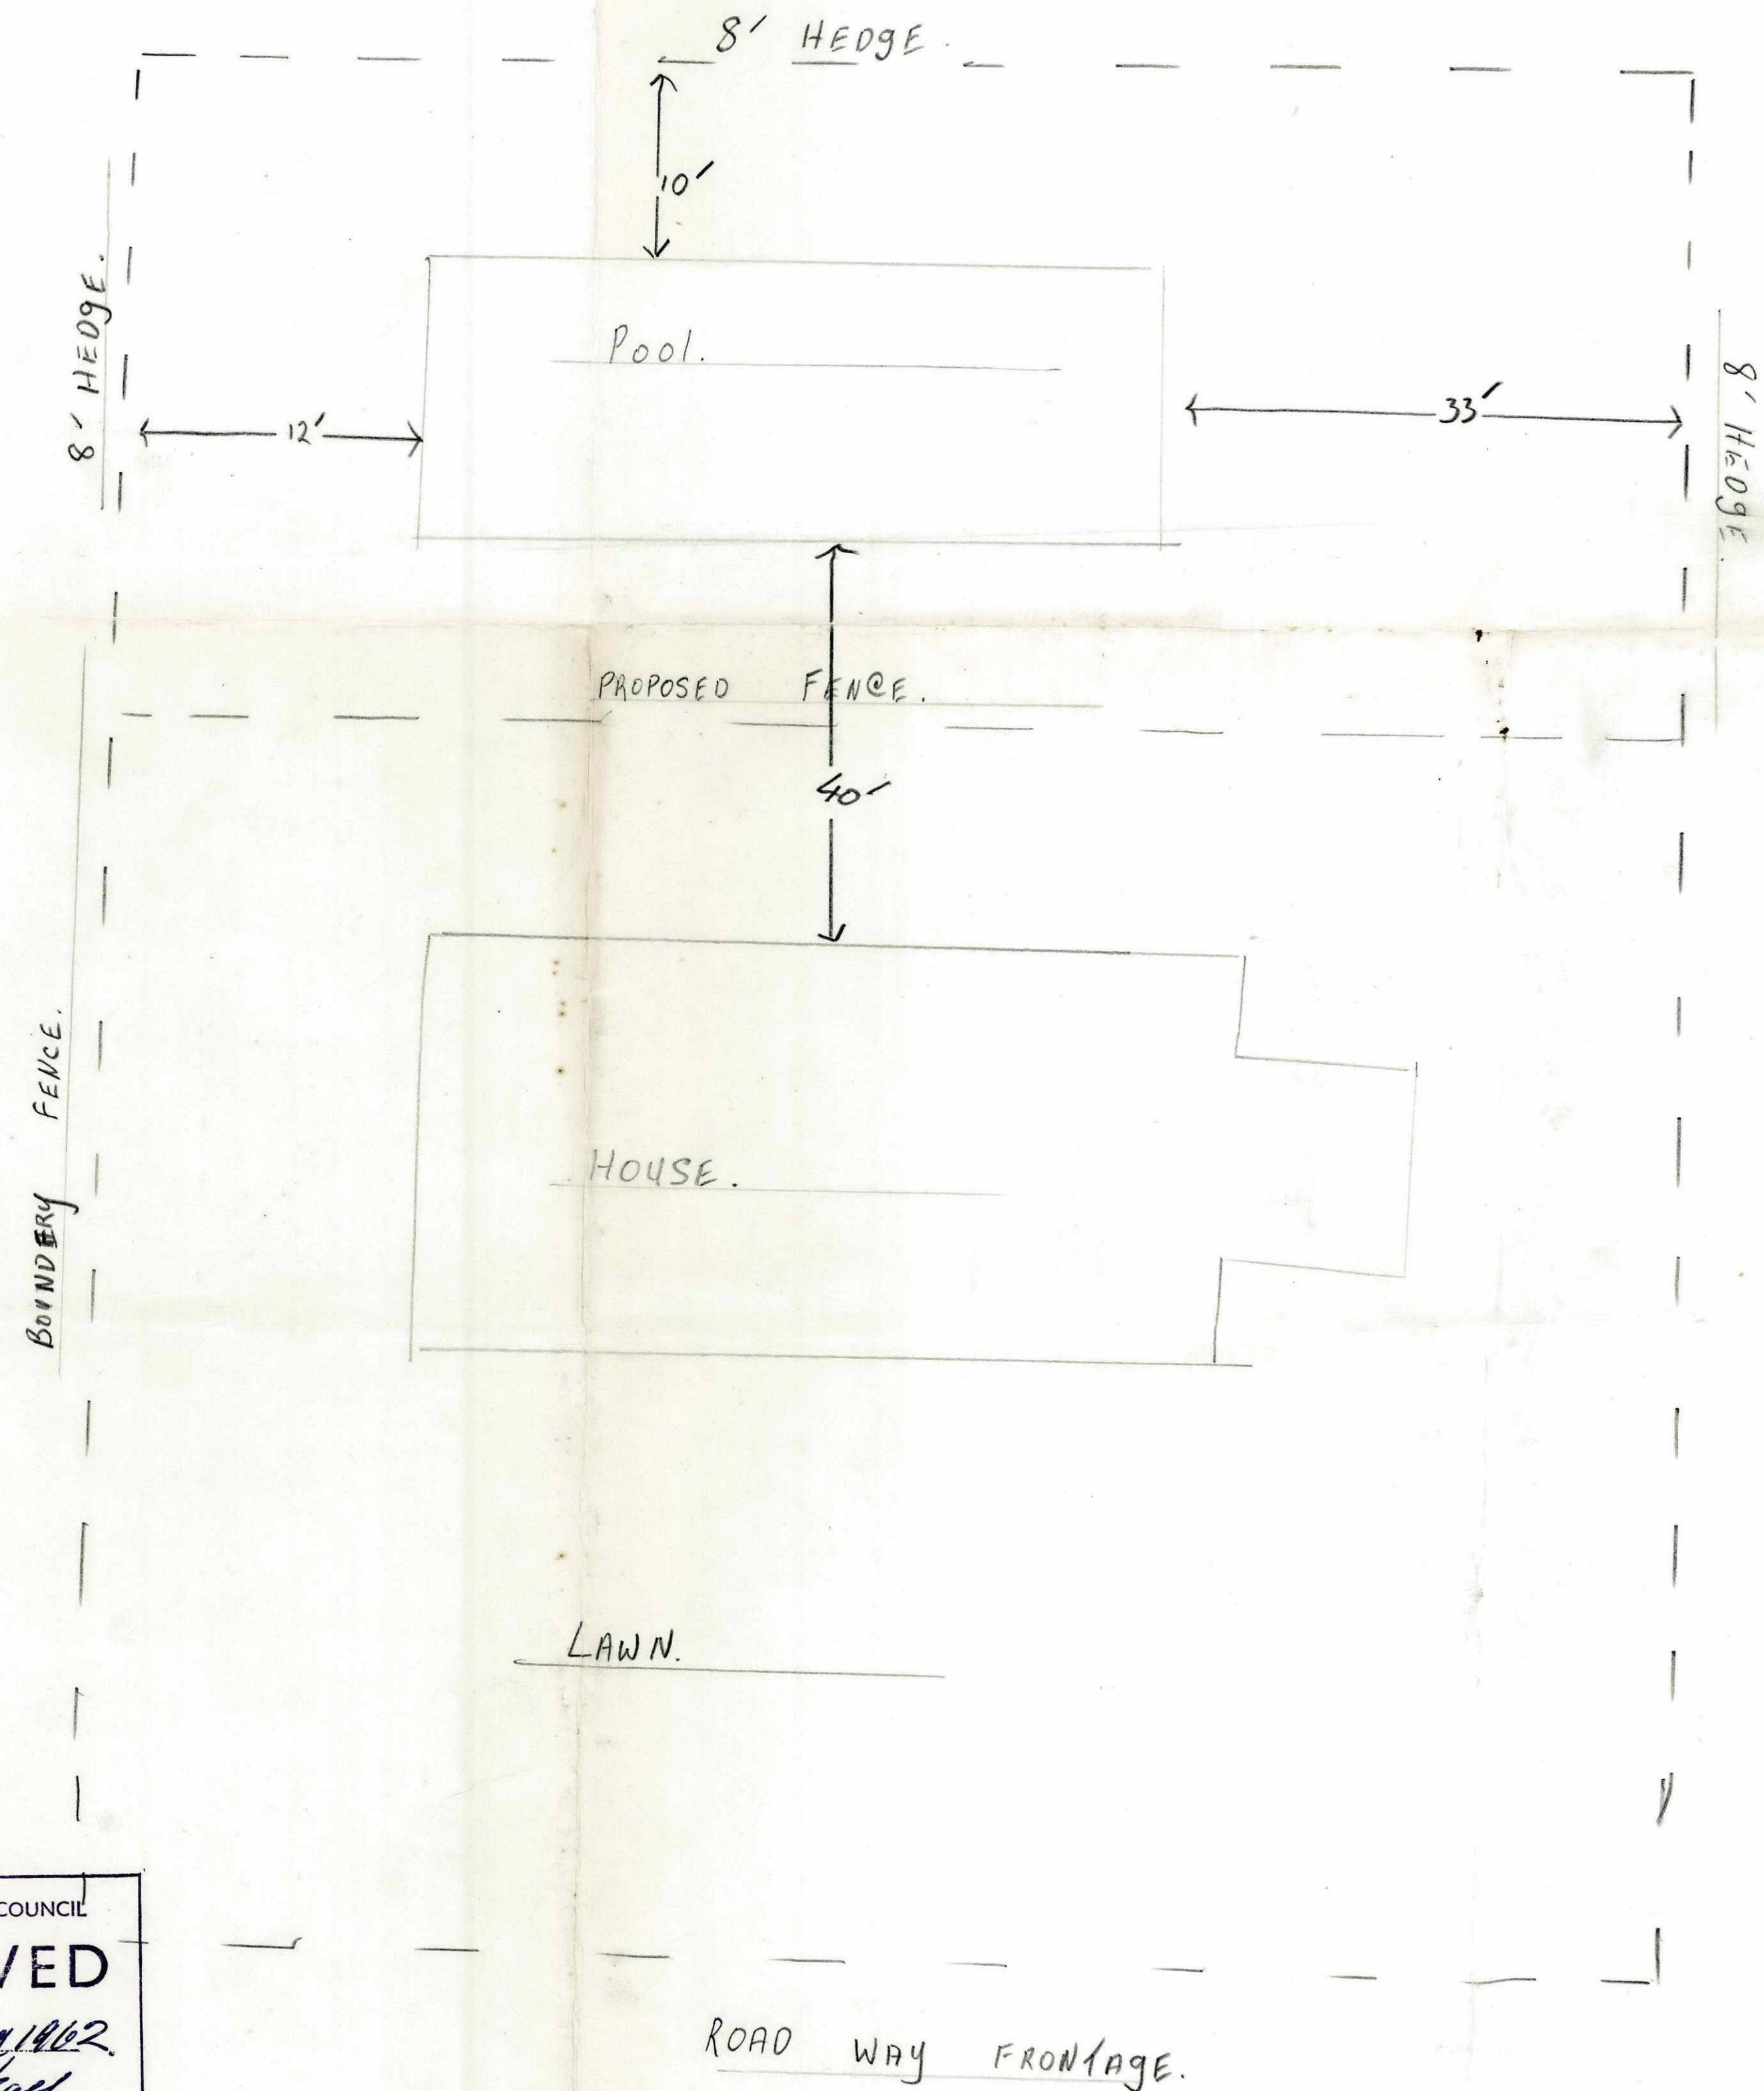 8' HEDgE.
10'
8' HEDgE.
Pool.
12'
33'
8' HEDgE.
PROPOSED FENCE.
40'
BOUNDERY FENCE.
HOUSE.
LAWN.
COUNCIL
VED
1962.
ROAD WAY FRONTAgE.